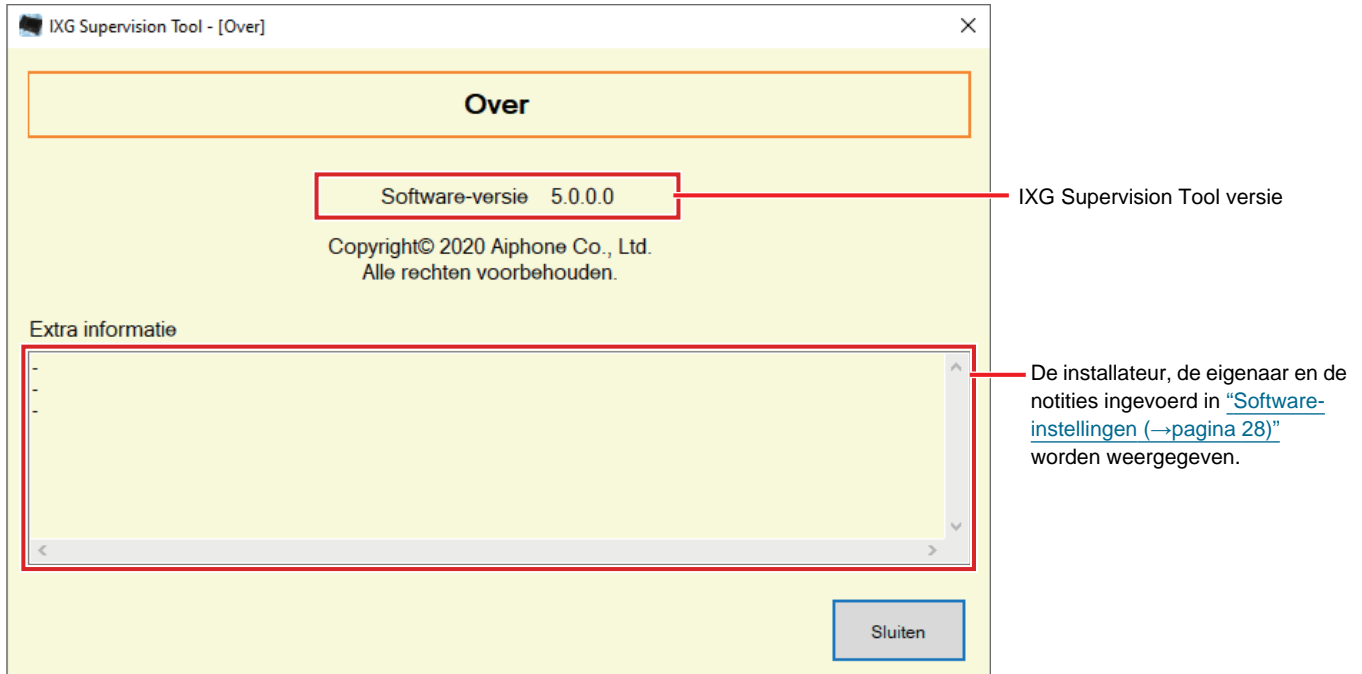 IXG Supervision Tool - [Over]
Over
Software-versie 5.0.0.0
IXG Supervision Tool versie
Copyright© 2020 Aiphone Co., Ltd.
Alle rechten voorbehouden.
Extra informatie
-
-
-
De installateur, de eigenaar en de
notities ingevoerd in “Software-
instellingen (→pagina 28)”
worden weergegeven.
Sluiten